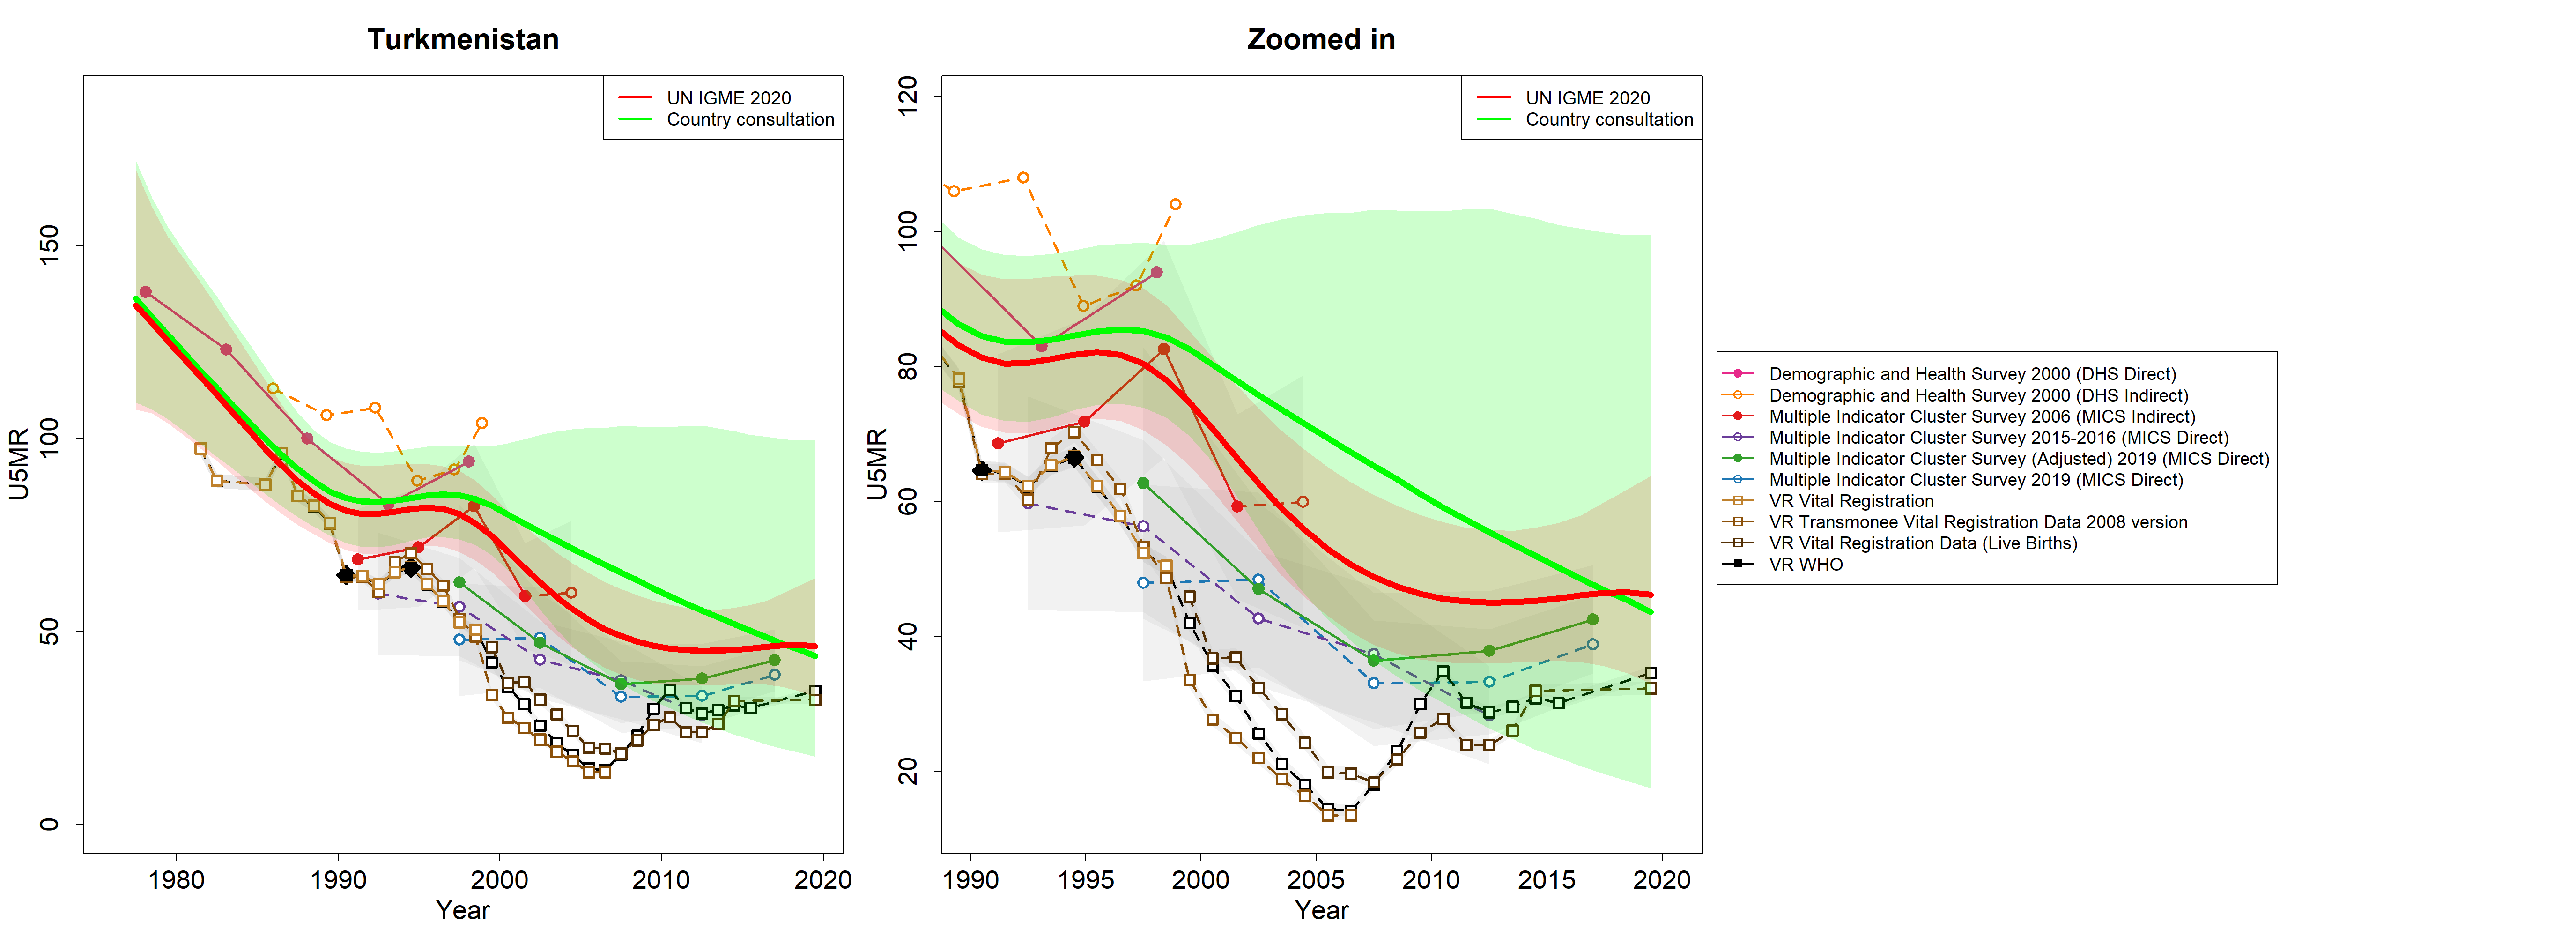 Turkmenistan
UN IGME 2020
Country consultation
U5MR
150
100
50
0
1980
1990
2000
2010
2020
Year
Zoomed in
UN IGME 2020
Country consultation
U5MR
120
100
80
60
40
20
1990
1995
2000
2005
2010
2015
2020
Year
Demographic and Health Survey 2000 (DHS Direct)
Demographic and Health Survey 2000 (DHS Indirect)
Multiple Indicator Cluster Survey 2006 (MICS Indirect)
Multiple Indicator Cluster Survey 2015-2016 (MICS Direct)
Multiple Indicator Cluster Survey (Adjusted) 2019 (MICS Direct)
Multiple Indicator Cluster Survey 2019 (MICS Direct)
VR Vital Registration
VR Transmonee Vital Registration Data 2008 version
VR Vital Registration Data (Live Births)
VR WHO